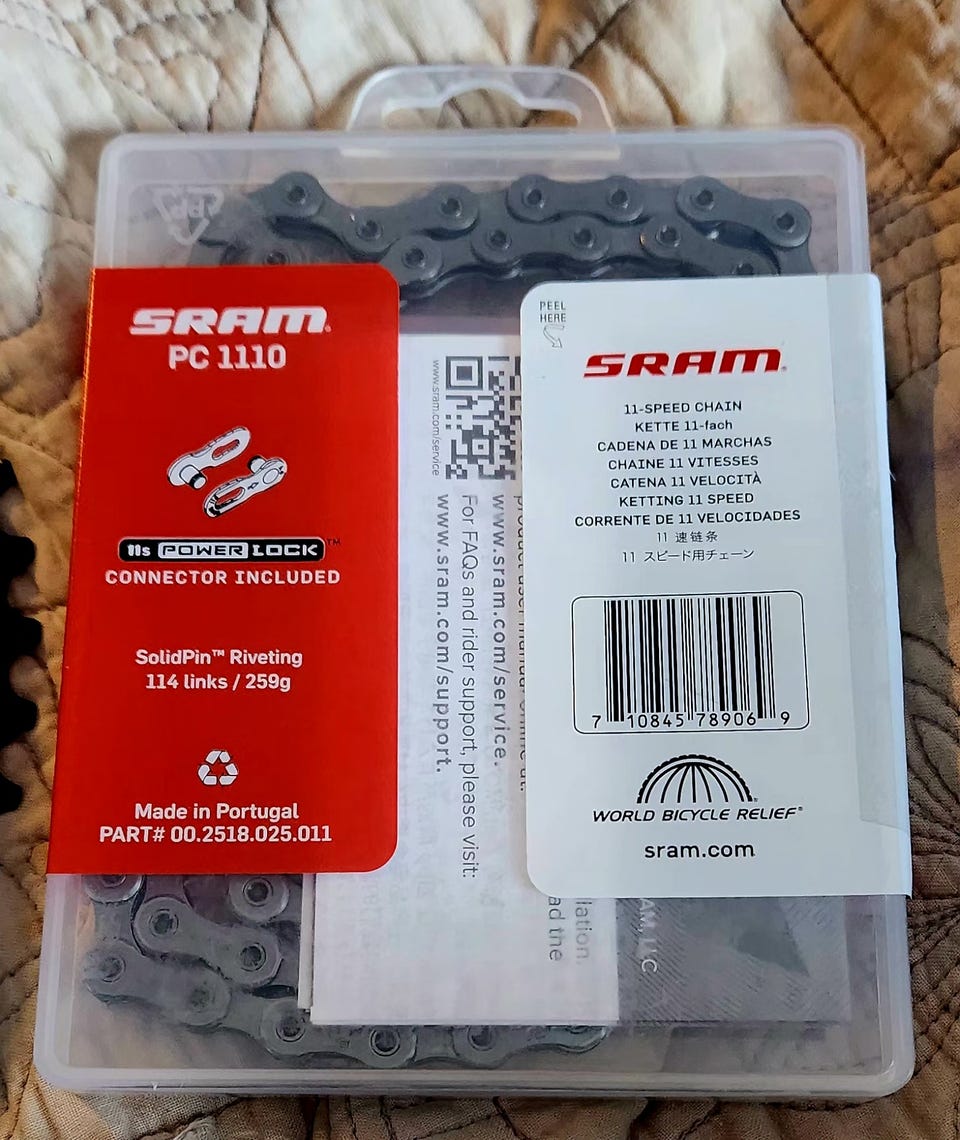 SRAM
PC 1110
11s POWER LOCK™
CONNECTOR INCLUDED
SolidPin™ Riveting
114 links / 259g
Made in Portugal
PART# 00.2518.025.011
www.sram.com/service
www.sram.com/service.
For FAQs and rider support, please visit:
www.sram.com/support.
ad the
PEEL
HERE
SRAM®
11-SPEED CHAIN
KETTE 11-fach
CADENA DE 11 MARCHAS
CHAINE 11 VITESSES
CATENA 11 VELOCITÀ
KETTING 11 SPEED
CORRENTE DE 11 VELOCIDADES
11 速链条
11 スピード用チェーン
7 10845 78906 9
WORLD BICYCLE RELIEF®
sram.com